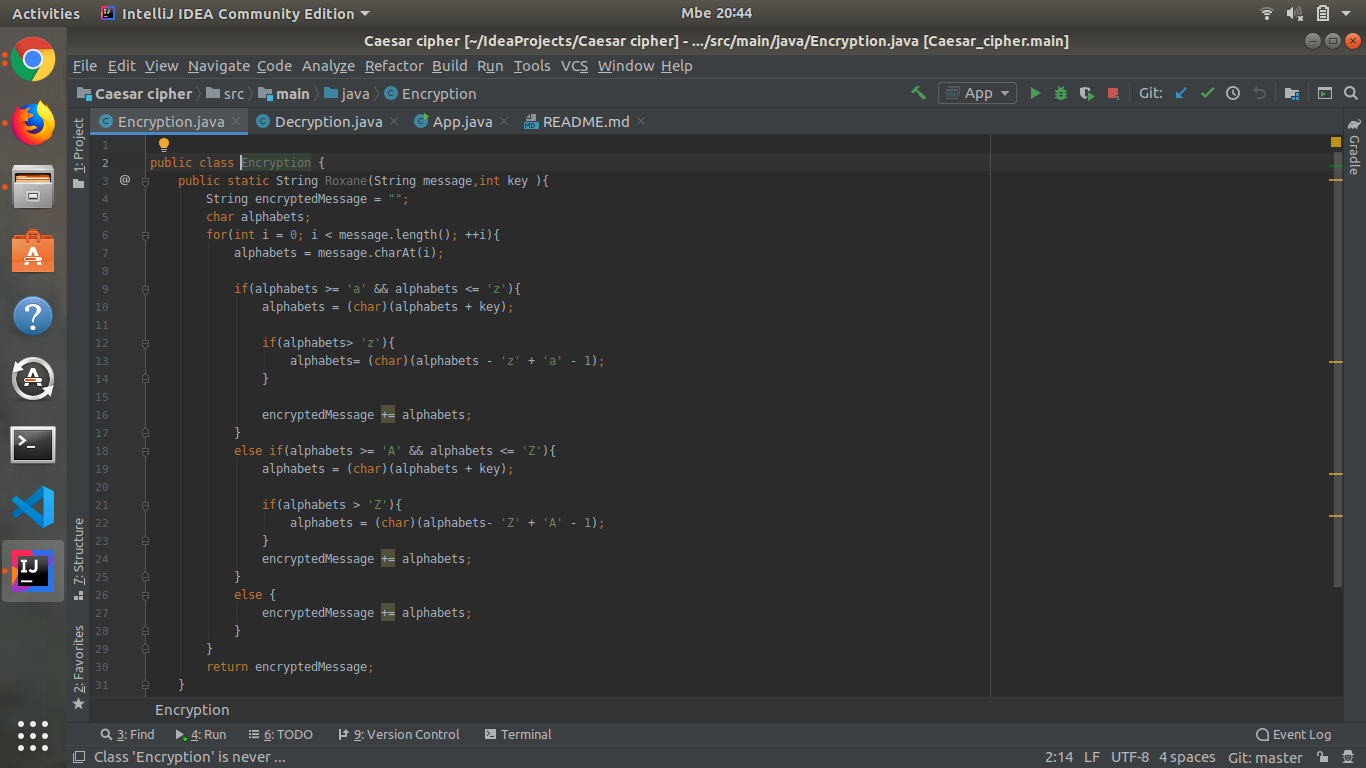 Activities IntelliJ IDEA Community Edition Mbe 20:44
Caesar cipher [~/IdeaProjects/Caesar cipher] - .../src/main/java/Encryption.java [Caesar_cipher.main]
File Edit View Navigate Code Analyze Refactor Build Run Tools VCS Window Help
Caesar cipher src main java Encryption App Git:
Encryption.java Decryption.java App.java README.md
1: Project
7: Structure
2: Favorites
Gradle
1
2 public class Encryption {
3 @ public static String Roxane(String message,int key ){
4 String encryptedMessage = "";
5 char alphabets;
6 for(int i = 0; i < message.length(); ++i){
7 alphabets = message.charAt(i);
8
9 if(alphabets >= 'a' && alphabets <= 'z'){
10 alphabets = (char)(alphabets + key);
11
12 if(alphabets> 'z'){
13 alphabets= (char)(alphabets - 'z' + 'a' - 1);
14 }
15
16 encryptedMessage += alphabets;
17 }
18 else if(alphabets >= 'A' && alphabets <= 'Z'){
19 alphabets = (char)(alphabets + key);
20
21 if(alphabets > 'Z'){
22 alphabets = (char)(alphabets- 'Z' + 'A' - 1);
23 }
24 encryptedMessage += alphabets;
25 }
26 else {
27 encryptedMessage += alphabets;
28 }
29 }
30 return encryptedMessage;
31 }
Encryption
3: Find 4: Run 6: TODO 9: Version Control Terminal Event Log
Class 'Encryption' is never ... 2:14 LF UTF-8 4 spaces Git: master